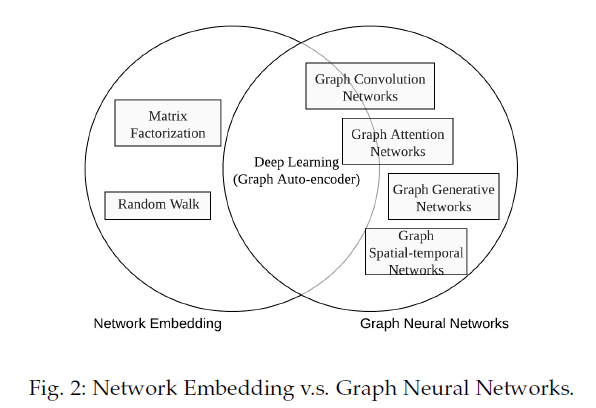 Graph Convolution
Networks
Matrix
Factorization
Graph Attention
Networks
Deep Learning
(Graph Auto-encoder)
Random Walk
Graph Generative
Networks
Graph
Spatial-temporal
Networks
Network Embedding
Graph Neural Networks
Fig. 2: Network Embedding v.s. Graph Neural Networks.